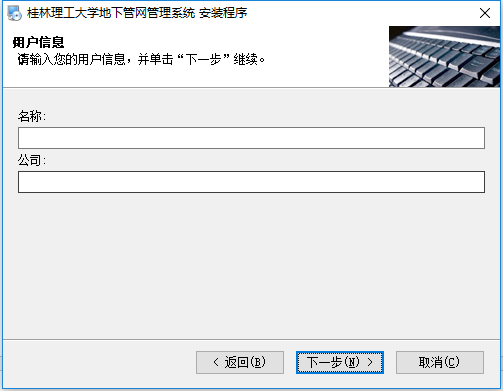 桂林理工大学地下管网管理系统 安装程序
用户信息
请输入您的用户信息，并单击“下一步”继续。
名称:
公司:
< 返回(B)
下一步(N) >
取消(C)